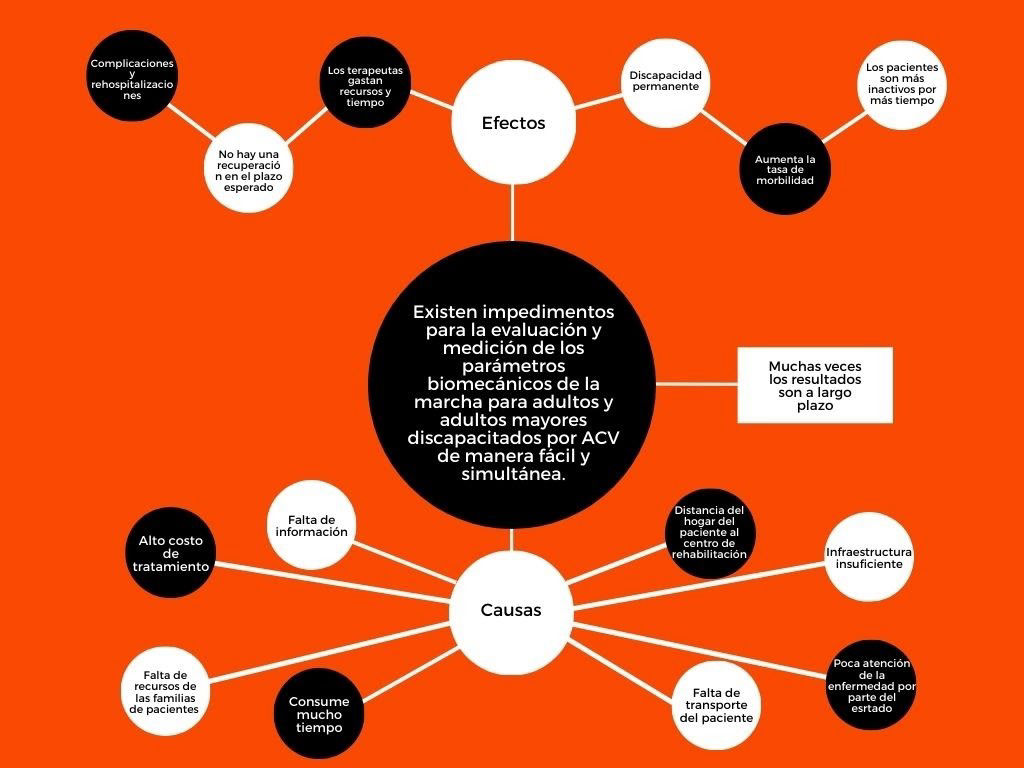 Complicaciones
y
rehospitalizacio
nes
Los terapeutas
gastan
recursos y
tiempo
No hay una
recuperació
n en el plazo
esperado
Efectos
Discapacidad
permanente
Los pacientes
son más
inactivos por
más tiempo
Aumenta la
tasa de
morbilidad
Existen impedimentos
para la evaluación y
medición de los
parámetros
biomecánicos de la
marcha para adultos y
adultos mayores
discapacitados por ACV
de manera fácil y
simultánea.
Muchas veces
los resultados
son a largo
plazo
Alto costo
de
tratamiento
Falta de
información
Distancia del
hogar del
paciente al
centro de
rehabilitación
Infraestructura
insuficiente
Causas
Falta de
recursos de
las familias
de pacientes
Consume
mucho
tiempo
Falta de
transporte
del paciente
Poca atención
de la
enfermedad por
parte del
esrtado